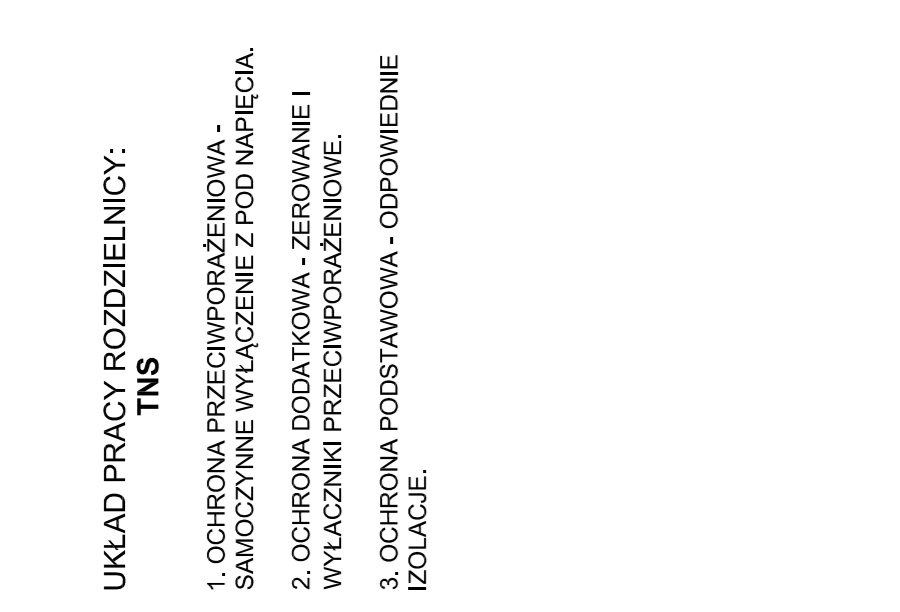 UKŁAD PRACY ROZDZIELNICY:
TNS
1. OCHRONA PRZECIWPORAŻENIOWA -
SAMOCZYNNE WYŁĄCZENIE Z POD NAPIĘCIA.
2. OCHRONA DODATKOWA - ZEROWANIE I
WYŁACZNIKI PRZECIWPORAŻENIOWE.
3. OCHRONA PODSTAWOWA - ODPOWIEDNIE
IZOLACJE.